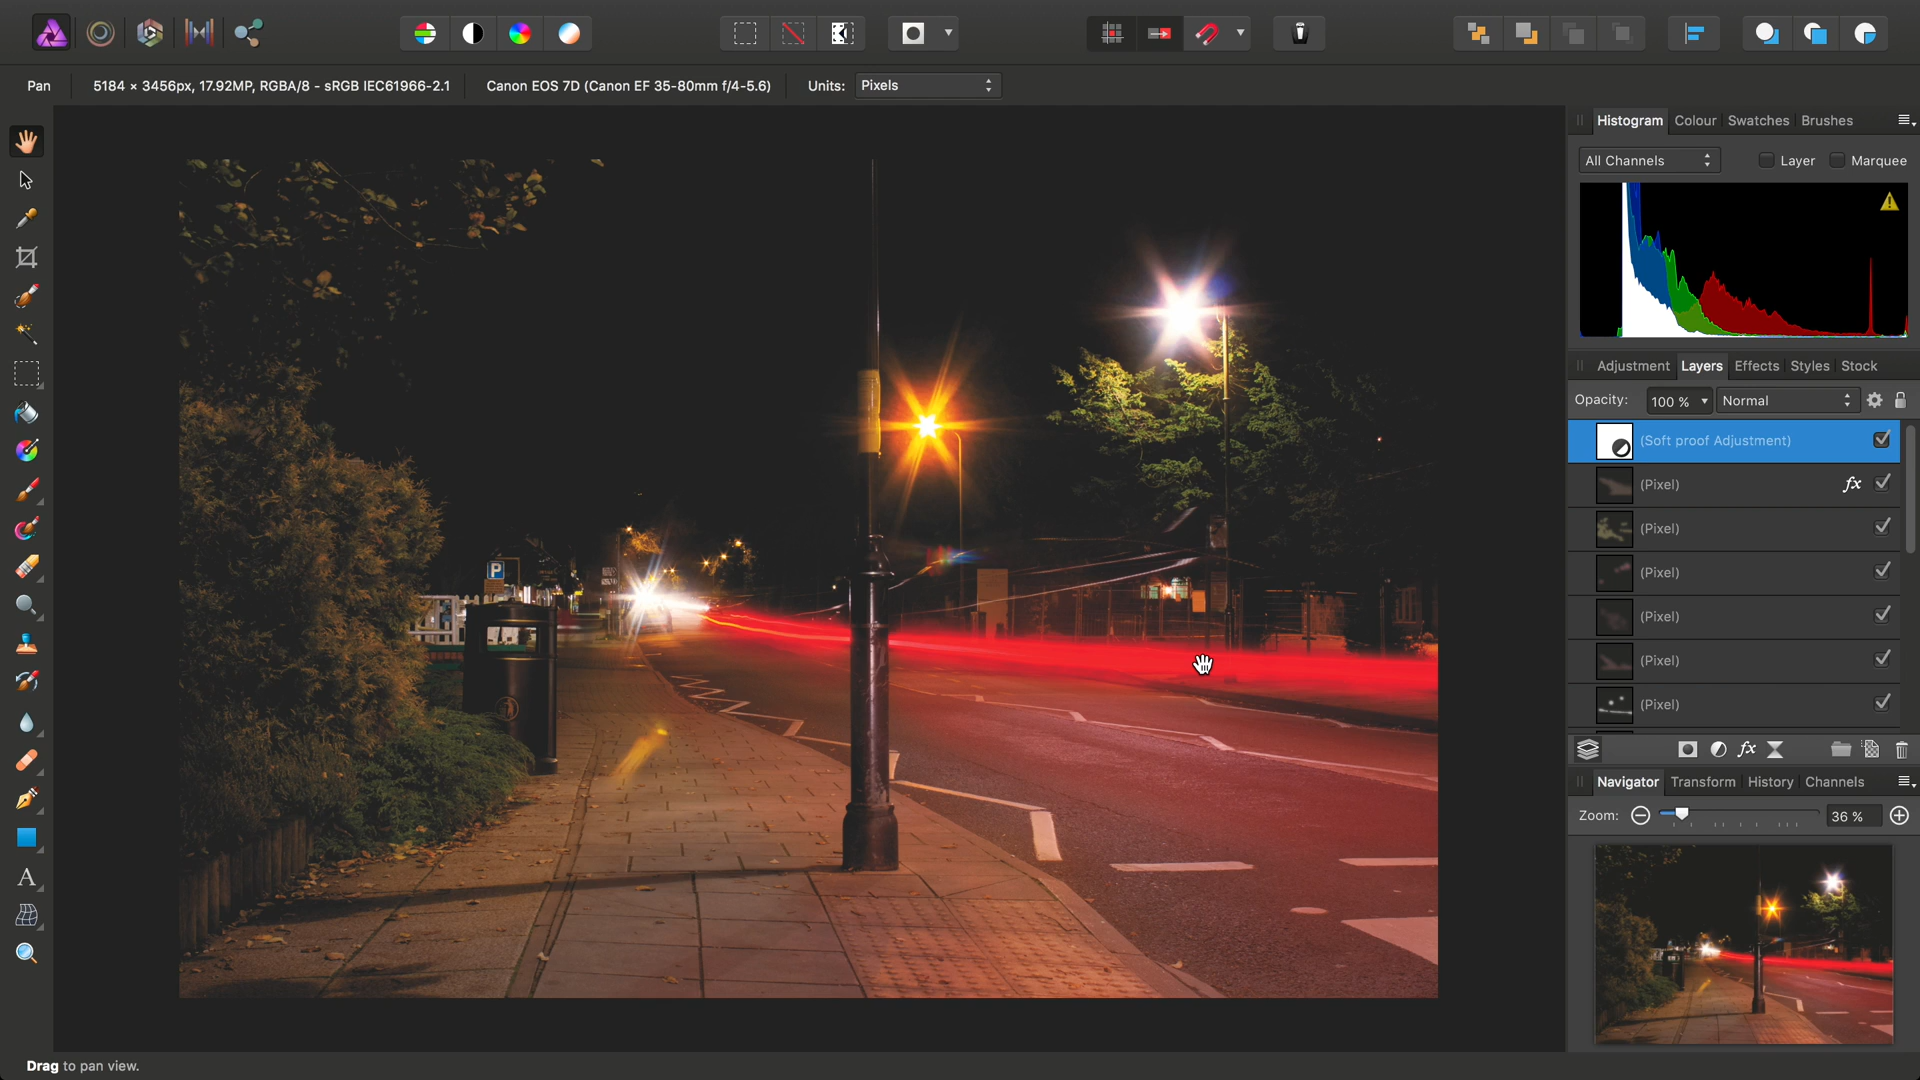 Pan
5184 × 3456px, 17.92MP, RGBA/8 - sRGB IEC61966-2.1
Canon EOS 7D (Canon EF 35-80mm f/4-5.6)
Units: Pixels
Histogram Colour Swatches Brushes
All Channels Layer Marquee
Adjustment Layers Effects Styles Stock
Opacity: 100 % Normal
(Soft proof Adjustment)
(Pixel) fx
(Pixel)
(Pixel)
(Pixel)
(Pixel)
(Pixel)
fx
Navigator Transform History Channels
Zoom: 36 %
P
A
Drag to pan view.